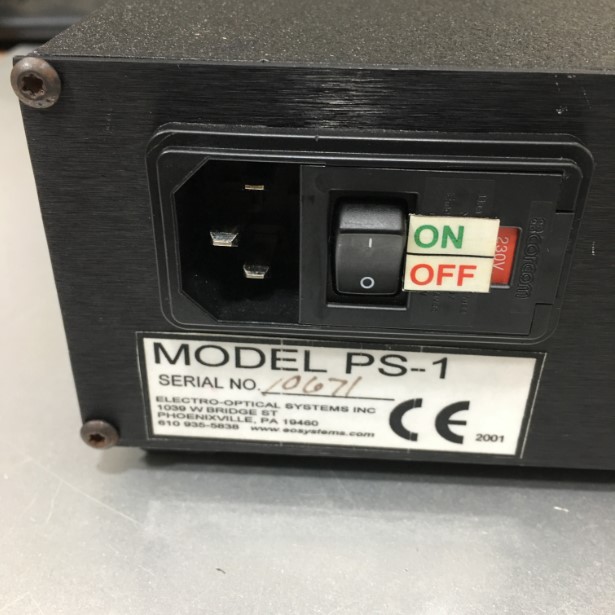 ON
OFF
230V
MODEL PS-1
SERIAL NO. 10671
ELECTRO-OPTICAL SYSTEMS INC
1039 W BRIDGE ST
PHOENIXVILLE, PA 19460
610 935-5838 www.eosystems.com
CE
2001